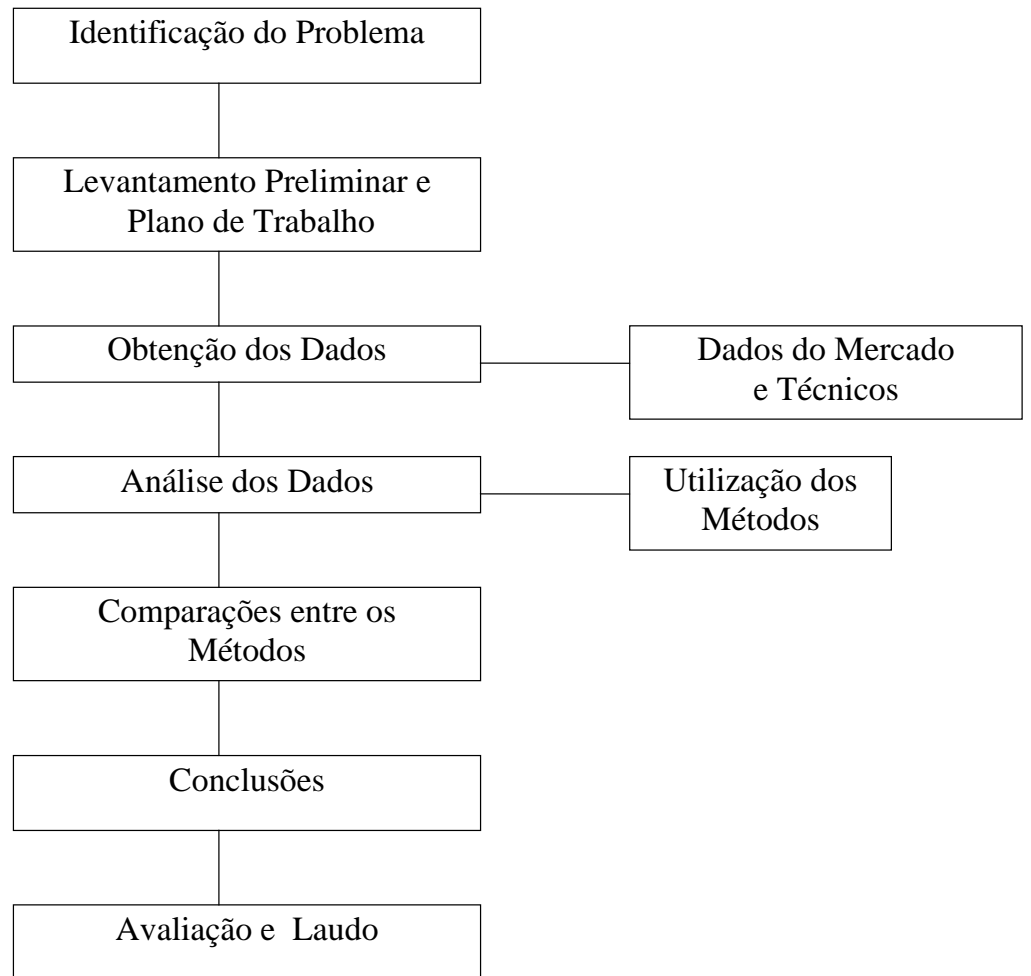 Identificação do Problema
Levantamento Preliminar e
Plano de Trabalho
Obtenção dos Dados
Dados do Mercado
e Técnicos
Análise dos Dados
Utilização dos
Métodos
Comparações entre os
Métodos
Conclusões
Avaliação e Laudo